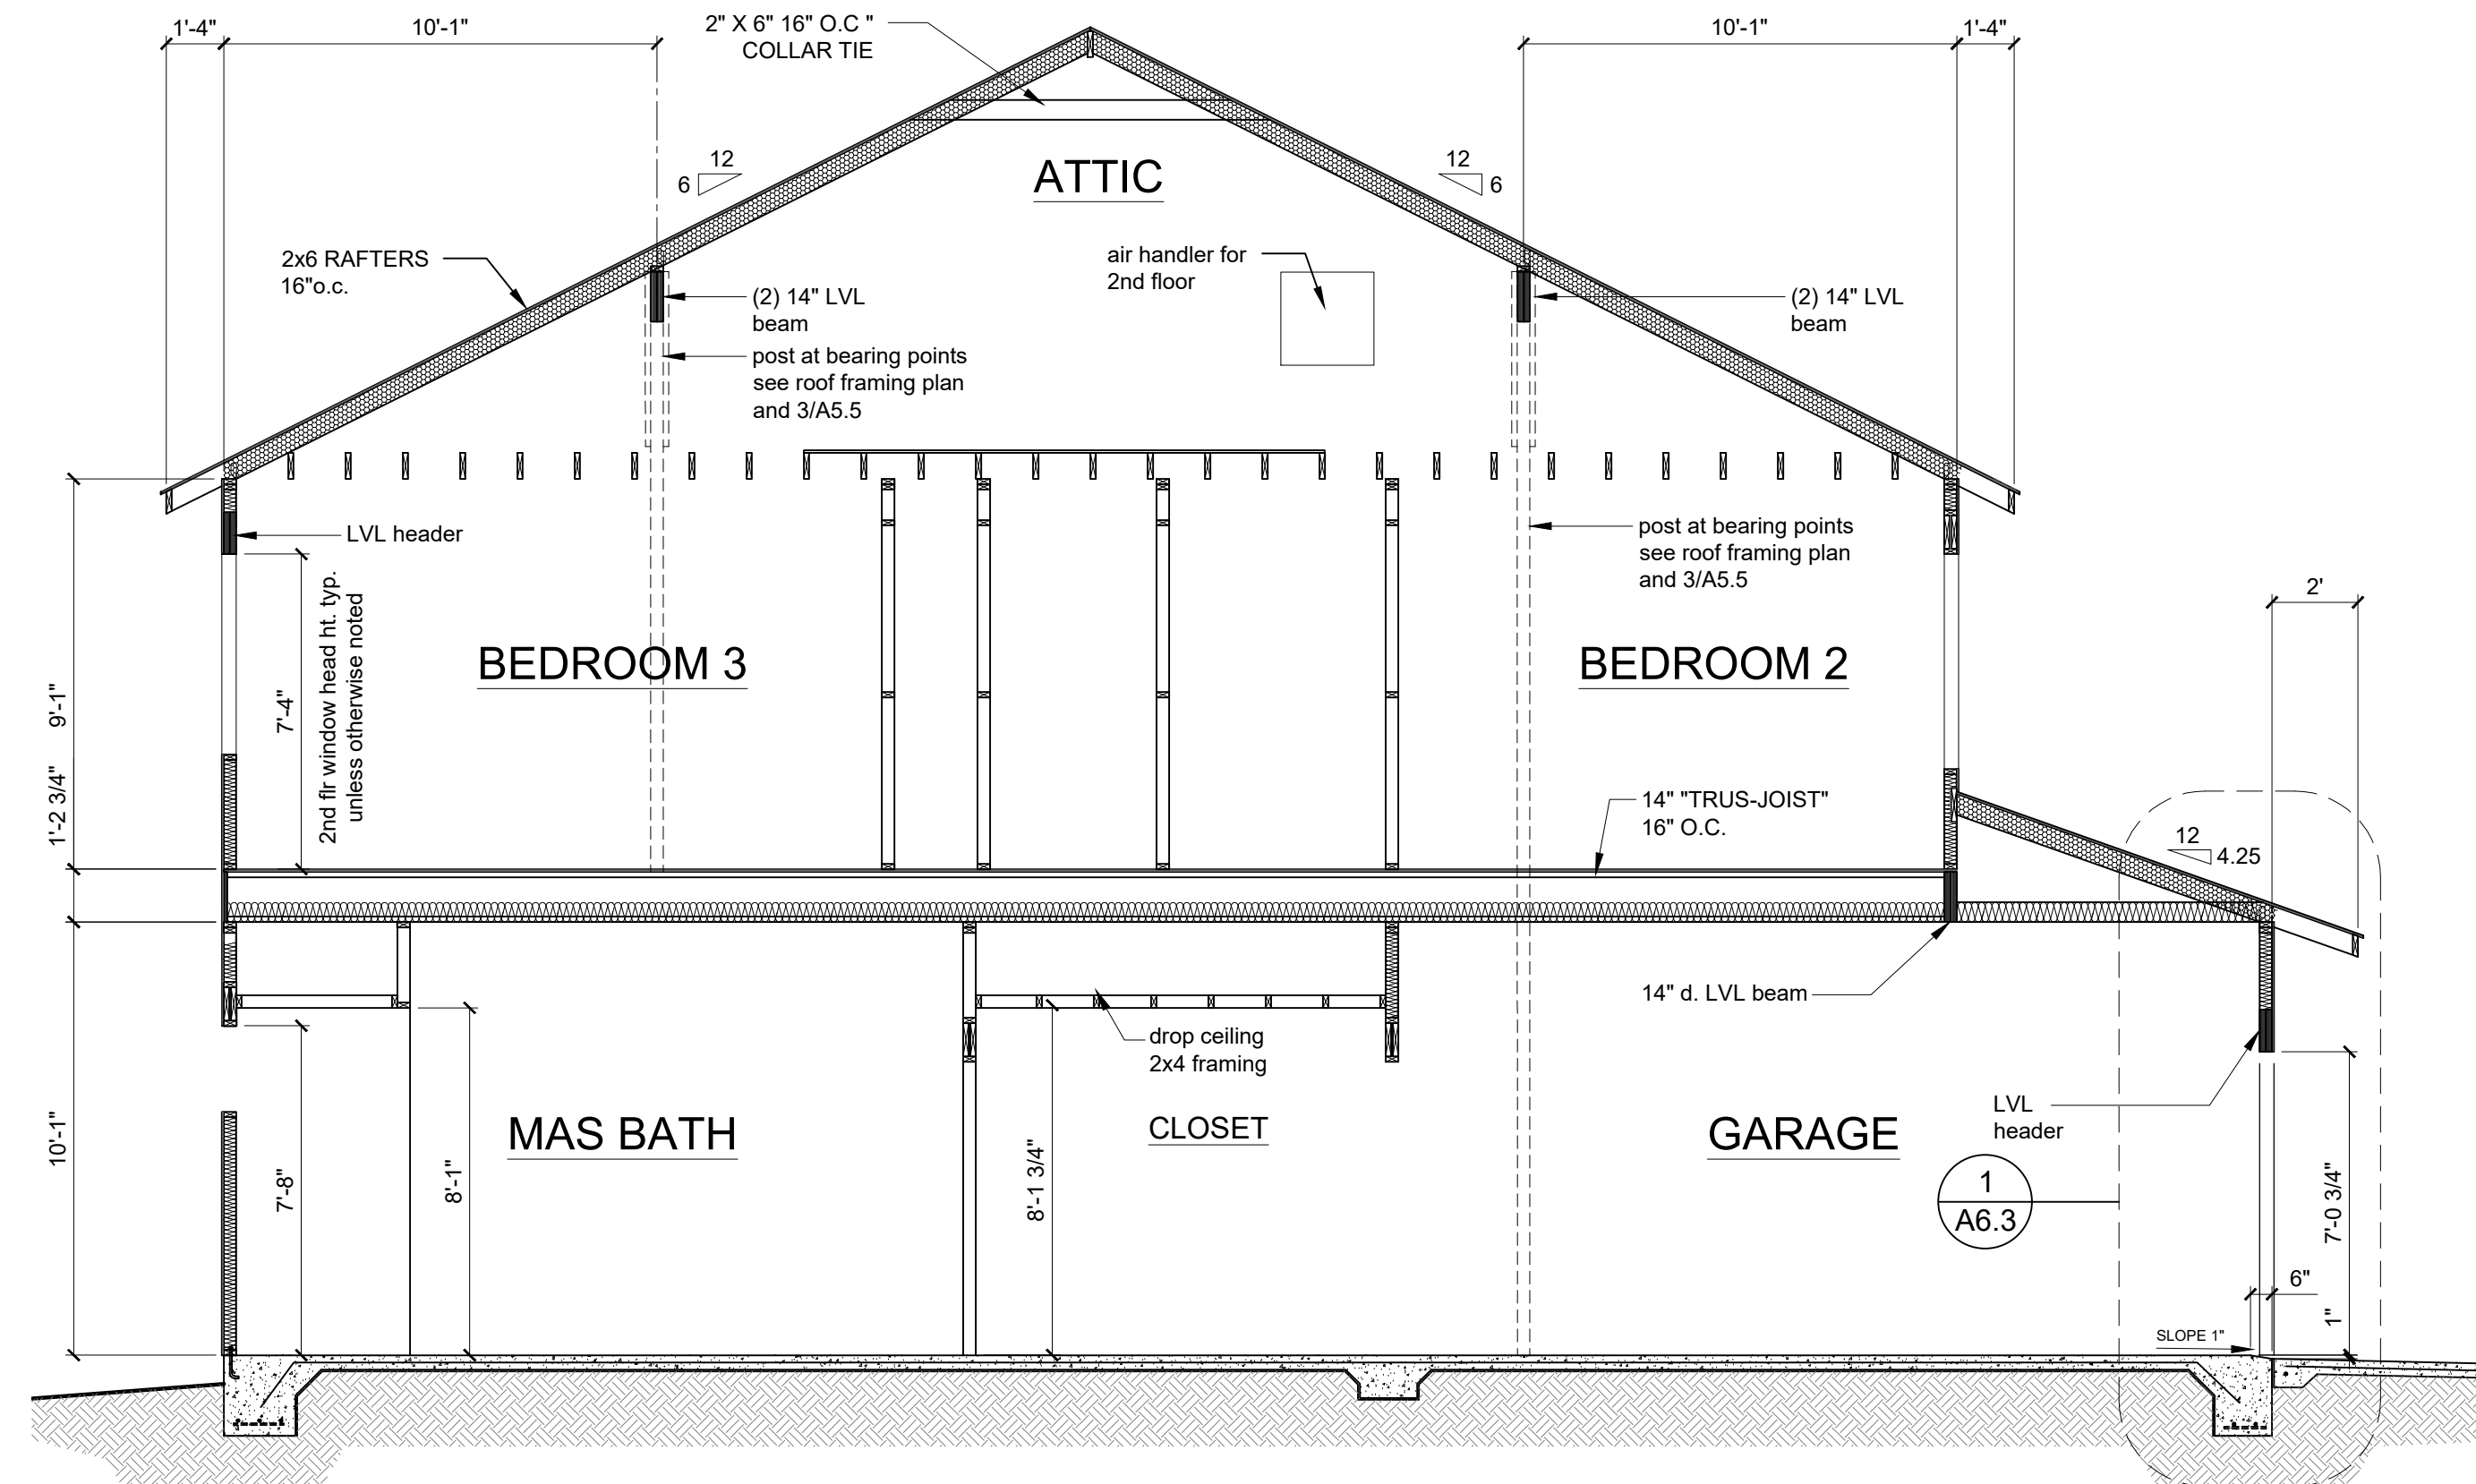 1'-4"
10'-1"
2" X 6" 16" O.C "
COLLAR TIE
10'-1"
1'-4"
12
6
ATTIC
12
6
2x6 RAFTERS
16"o.c.
air handler for
2nd floor
(2) 14" LVL
beam
(2) 14" LVL
beam
post at bearing points
see roof framing plan
and 3/A5.5
LVL header
post at bearing points
see roof framing plan
and 3/A5.5
2'
9'-1"
7'-4"
2nd flr window head ht. typ.
unless otherwise noted
BEDROOM 3
BEDROOM 2
1'-2 3/4"
14" "TRUS-JOIST"
16" O.C.
12
4.25
14" d. LVL beam
drop ceiling
2x4 framing
LVL
header
10'-1"
7'-8"
MAS BATH
8'-1"
8'-1 3/4"
CLOSET
GARAGE
1
A6.3
7'-0 3/4"
6"
1"
SLOPE 1"